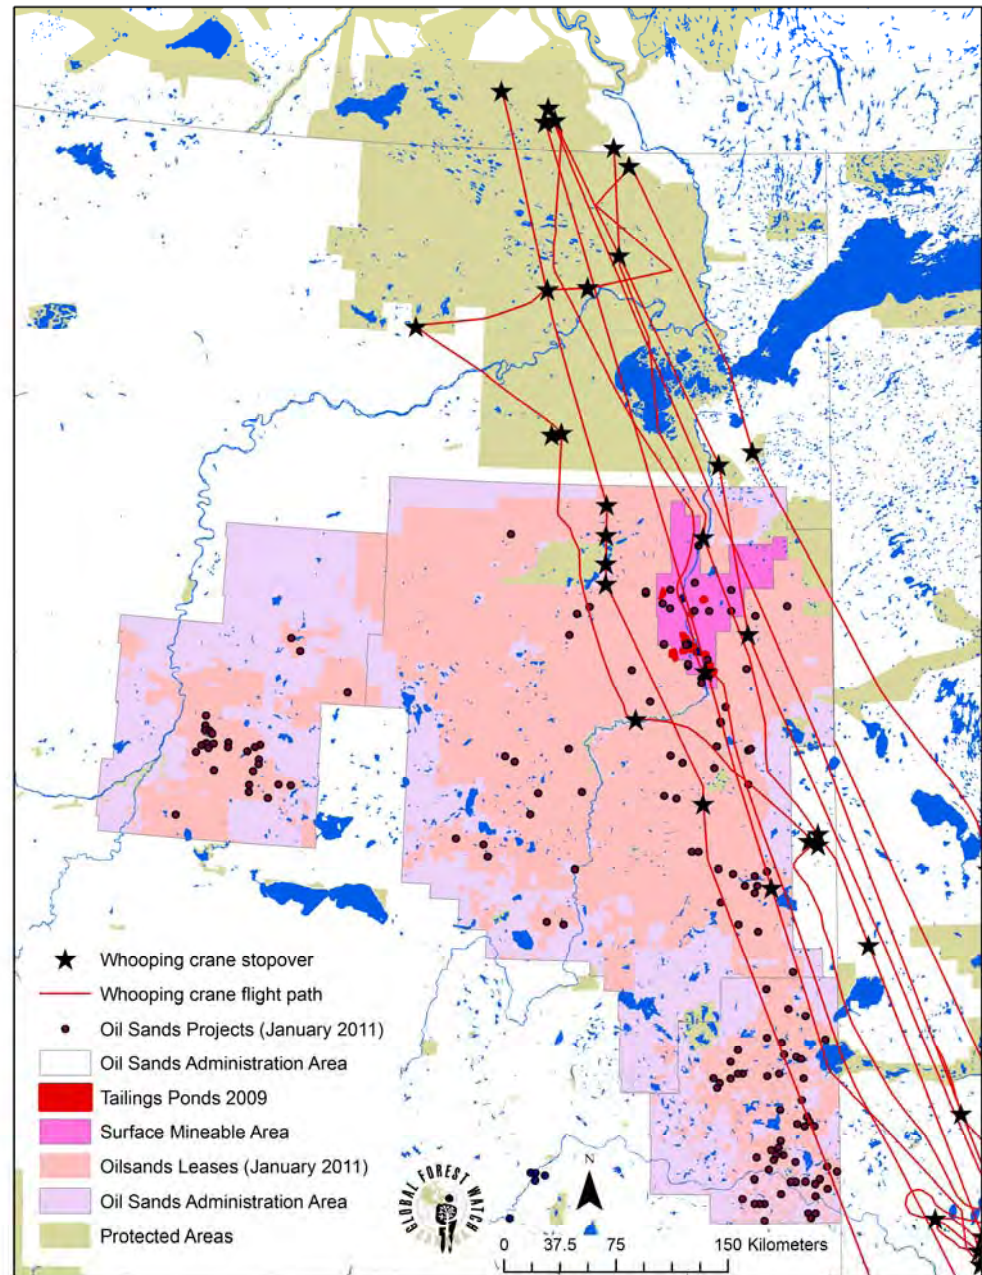 Whooping crane stopover
Whooping crane flight path
Oil Sands Projects (January 2011)
Oil Sands Administration Area
Tailings Ponds 2009
Surface Mineable Area
Oilsands Leases (January 2011)
Oil Sands Administration Area
Protected Areas
GLOBAL FOREST WATCH
N
0 37.5 75 150 Kilometers